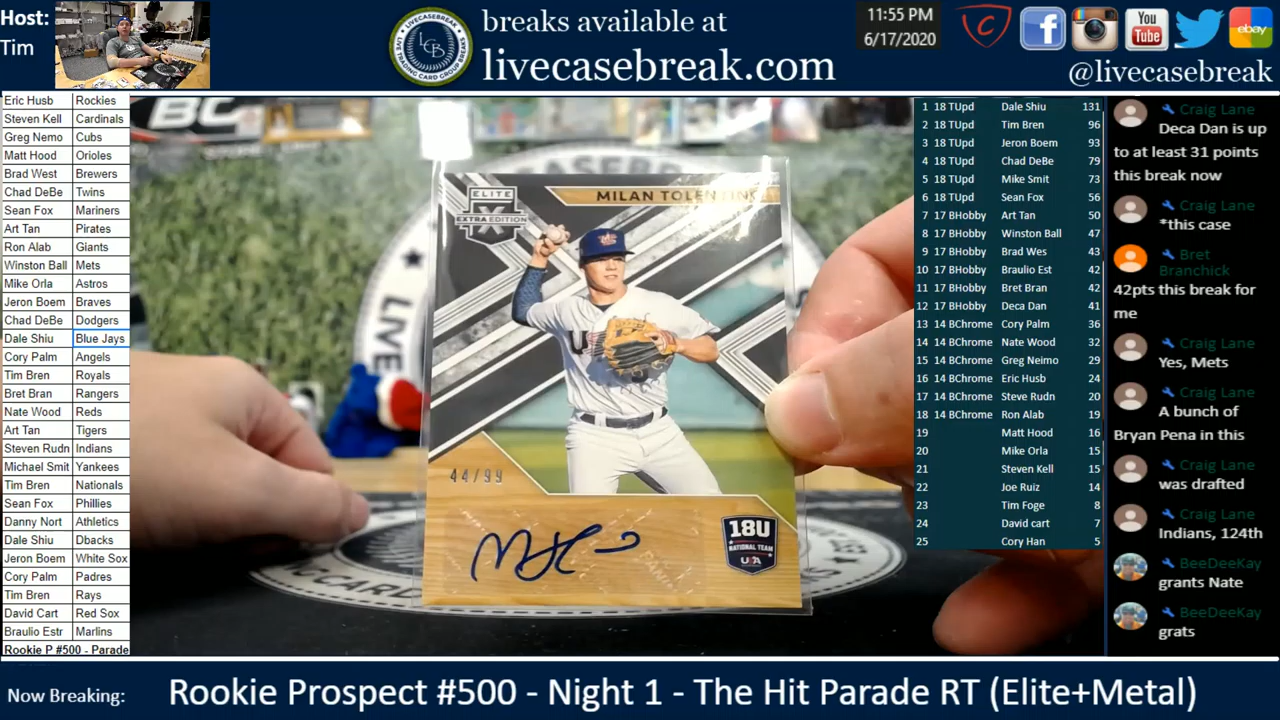 Host:
Tim
LCB
LIVECASEBREAK.COM
breaks available at
livecasebreak.com
11:55 PM
6/17/2020
You
Tube
ebay
@livecasebreak
Eric Husb Rockies
Steven Kell Cardinals
Greg Nemo Cubs
Matt Hood Orioles
Brad West Brewers
Chad DeBe Twins
Sean Fox Mariners
Art Tan Pirates
Ron Alab Giants
Winston Ball Mets
Mike Orla Astros
Jeron Boem Braves
Chad DeBe Dodgers
Dale Shiu Blue Jays
Cory Palm Angels
Tim Bren Royals
Bret Bran Rangers
Nate Wood Reds
Art Tan Tigers
Steven Rudn Indians
Michael Smit Yankees
Tim Bren Nationals
Sean Fox Phillies
Danny Nort Athletics
Dale Shiu Dbacks
Jeron Boem White Sox
Cory Palm Padres
Tim Bren Rays
David Cart Red Sox
Braulio Estr Marlins
Rookie P #500 - Parade
ELITE
X
EXTRA EDITION
MILAN TOLENTINO
44/99
18U
NATIONAL TEAM
USA
1 18 TUpd Dale Shiu 131
2 18 TUpd Tim Bren 96
3 18 TUpd Jeron Boem 93
4 18 TUpd Chad DeBe 79
5 18 TUpd Mike Smit 73
6 18 TUpd Sean Fox 56
7 17 BHobby Art Tan 50
8 17 BHobby Winston Ball 47
9 17 BHobby Brad Wes 43
10 17 BHobby Braulio Est 42
11 17 BHobby Bret Bran 42
12 17 BHobby Deca Dan 41
13 14 BChrome Cory Palm 36
14 14 BChrome Nate Wood 32
15 14 BChrome Greg Neimo 29
16 14 BChrome Eric Husb 24
17 14 BChrome Steve Rudn 20
18 14 BChrome Ron Alab 19
19 Matt Hood 16
20 Mike Orla 15
21 Steven Kell 15
22 Joe Ruiz 14
23 Tim Foge 8
24 David cart 7
25 Cory Han 5
Craig Lane
Deca Dan is up
to at least 31 points
this break now
Craig Lane
*this case
Bret
Branchick
42pts this break for
me
Craig Lane
Yes, Mets
Craig Lane
A bunch of
Bryan Pena in this
Craig Lane
was drafted
Craig Lane
Indians, 124th
BeeDeeKay
grants Nate
BeeDeeKay
grats
Now Breaking:
Rookie Prospect #500 - Night 1 - The Hit Parade RT (Elite+Metal)